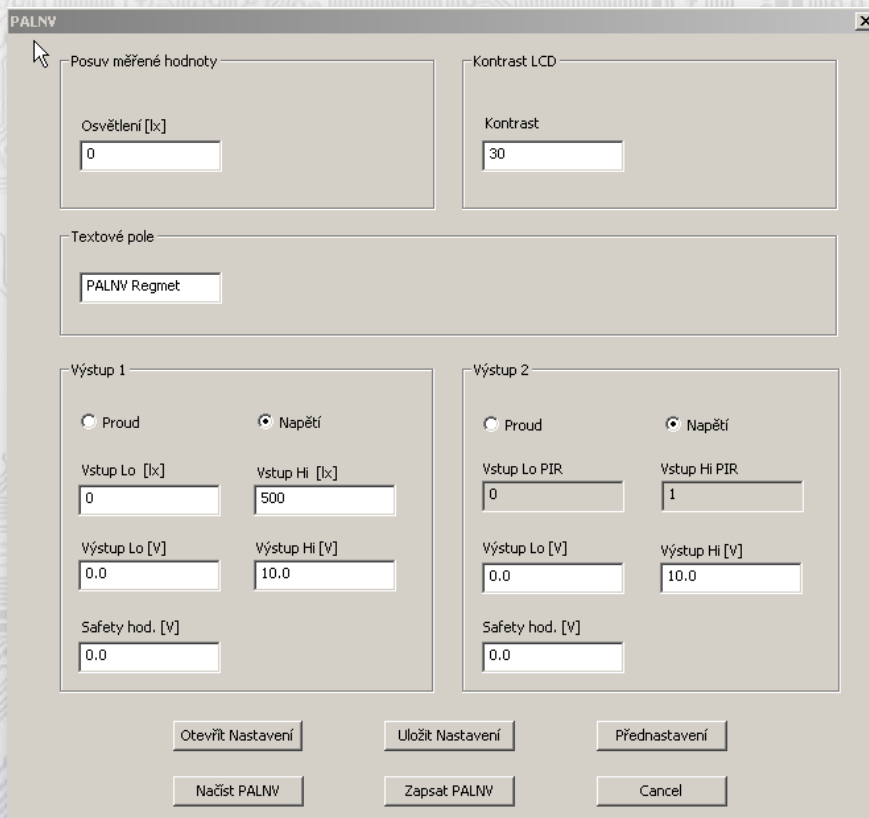 PALNV
Posuv měřené hodnoty
Osvětlení [lx]
0
Kontrast LCD
Kontrast
30
Textové pole
PALNV Regmet
Výstup 1
Proud
Napětí
Vstup Lo [lx]
Vstup Hi [lx]
0
500
Výstup Lo [V]
Výstup Hi [V]
0.0
10.0
Safety hod. [V]
0.0
Výstup 2
Proud
Napětí
Vstup Lo PIR
Vstup Hi PIR
0
1
Výstup Lo [V]
Výstup Hi [V]
0.0
10.0
Safety hod. [V]
0.0
Otevřít Nastavení
Uložit Nastavení
Přednastavení
Načíst PALNV
Zapsat PALNV
Cancel